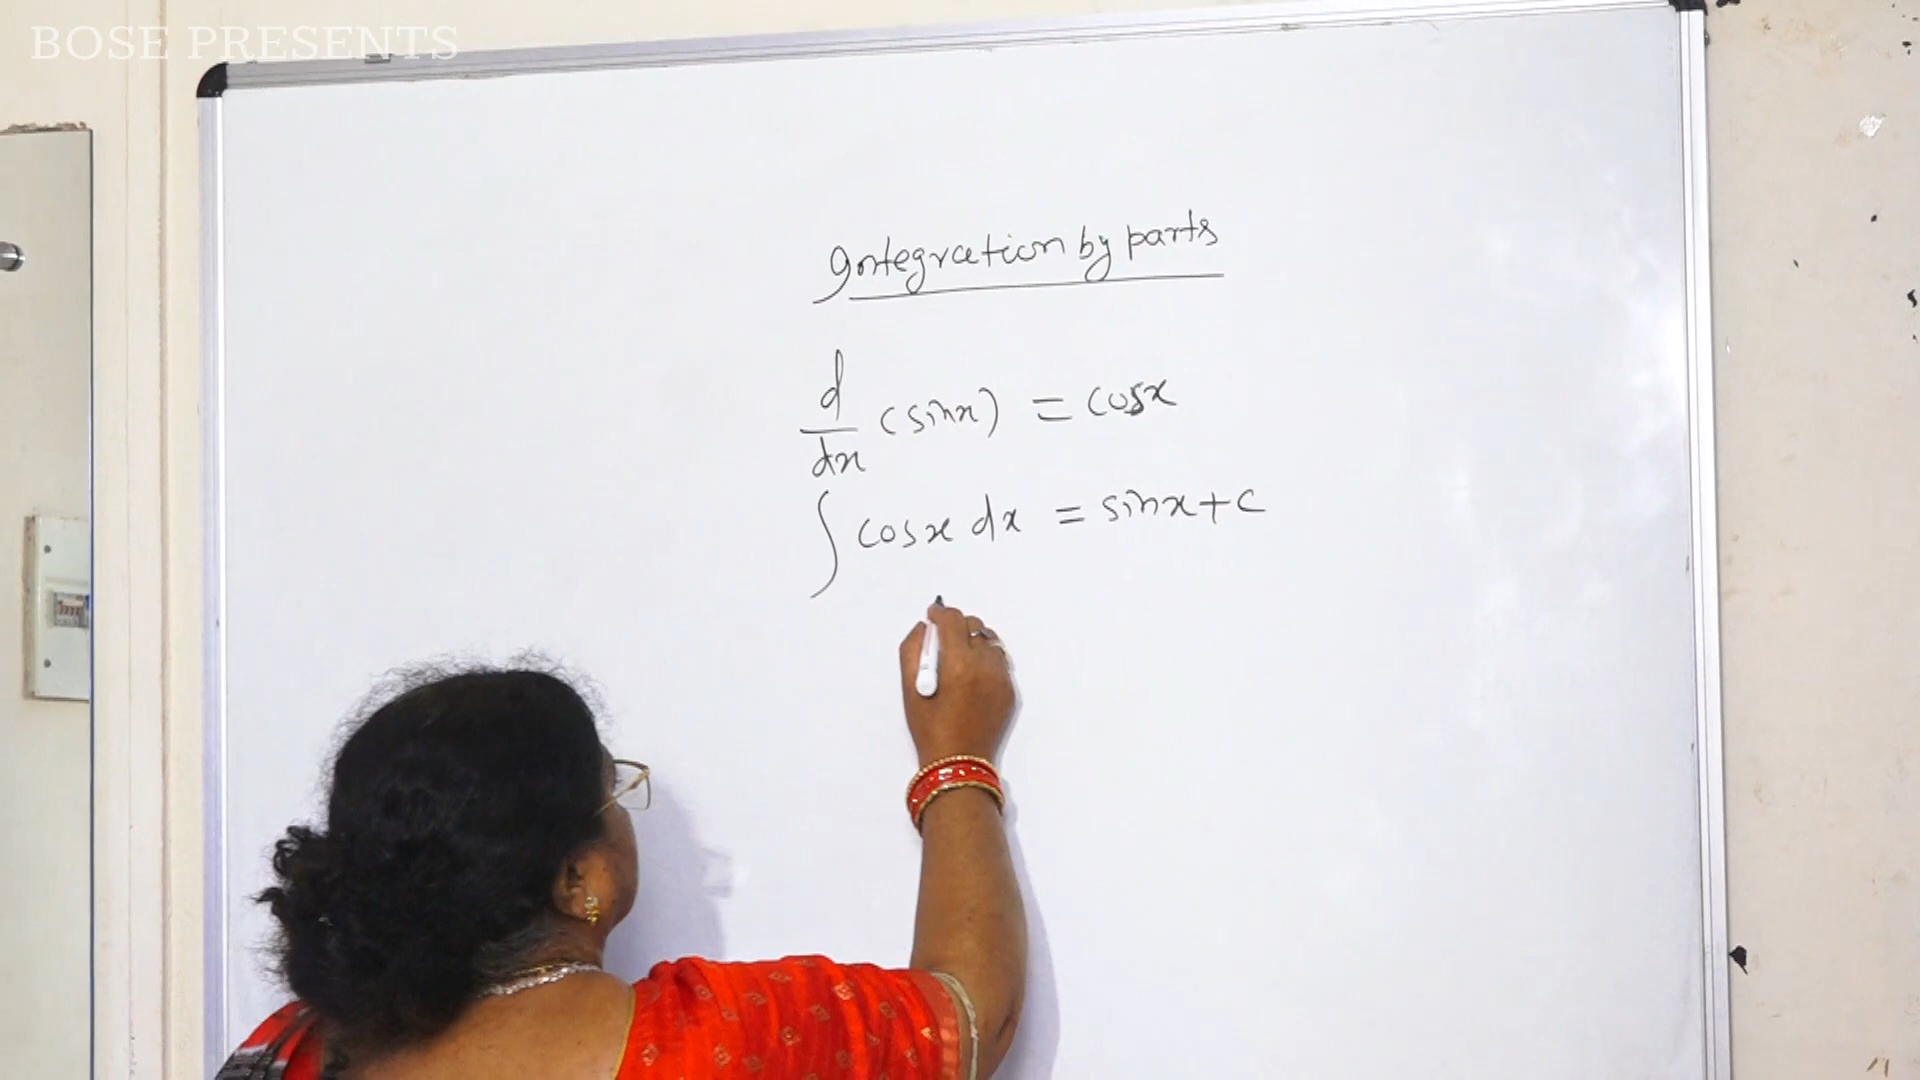 BOSE PRESENTS
Integration by parts
d/dx (sinx) = cosx
∫ cosx dx = sinx + c